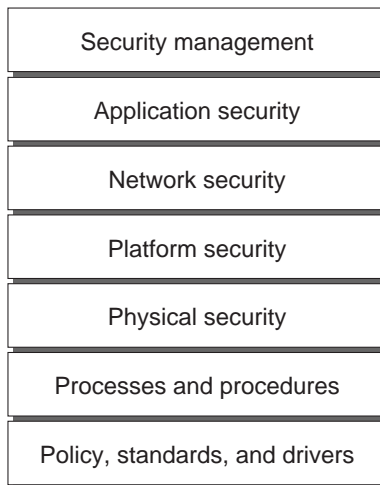 Security management
Application security
Network security
Platform security
Physical security
Processes and procedures
Policy, standards, and drivers